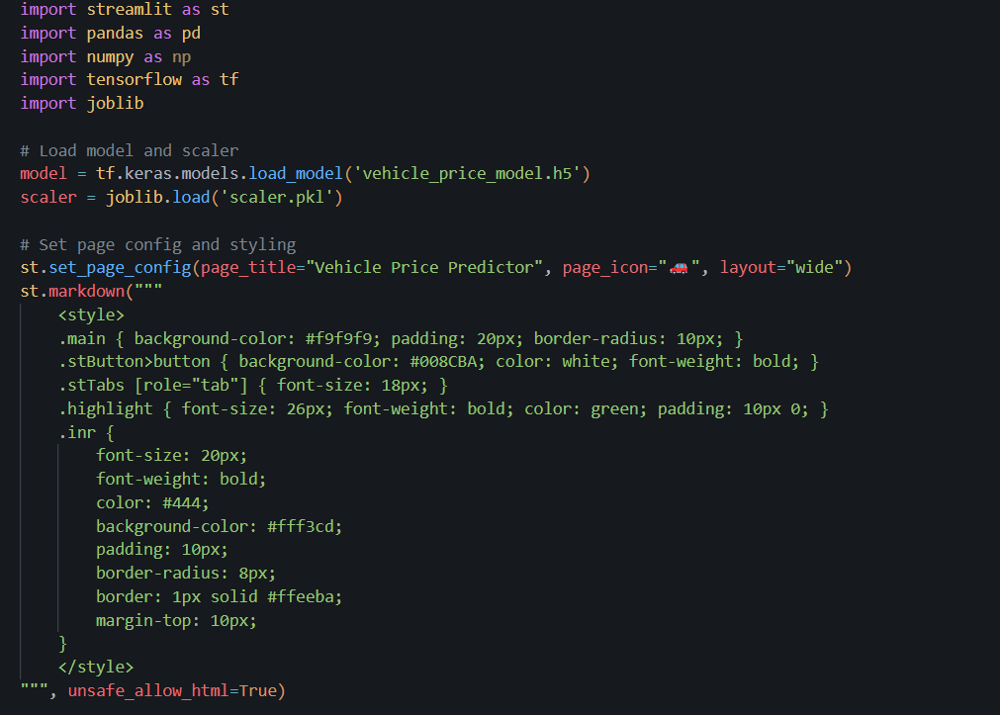 import streamlit as st
import pandas as pd
import numpy as np
import tensorflow as tf
import joblib

# Load model and scaler
model = tf.keras.models.load_model('vehicle_price_model.h5')
scaler = joblib.load('scaler.pkl')

# Set page config and styling
st.set_page_config(page_title="Vehicle Price Predictor", page_icon="🚗", layout="wide")
st.markdown("""
    <style>
    .main { background-color: #f9f9f9; padding: 20px; border-radius: 10px; }
    .stButton>button { background-color: #008CBA; color: white; font-weight: bold; }
    .stTabs [role="tab"] { font-size: 18px; }
    .highlight { font-size: 26px; font-weight: bold; color: green; padding: 10px 0; }
    .inr {
        font-size: 20px;
        font-weight: bold;
        color: #444;
        background-color: #fff3cd;
        padding: 10px;
        border-radius: 8px;
        border: 1px solid #ffeeba;
        margin-top: 10px;
    }
    </style>
""", unsafe_allow_html=True)